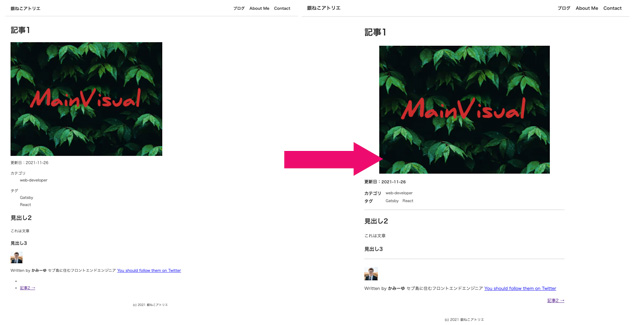 銀ねこアトリエ
ブログ About Me Contact
記事1
MainVisual
更新日:2021-11-26
カテゴリ
web-developer
タグ
Gatsby
React
見出し2
これは文章
見出し3
Written by かみーゆ セブ島に住むフロントエンドエンジニア You should follow them on Twitter
記事2 →
(c) 2021 銀ねこアトリエ
銀ねこアトリエ
ブログ About Me Contact
記事1
MainVisual
更新日:2021-11-26
カテゴリ web-developer
タグ Gatsby React
見出し2
これは文章
見出し3
Written by かみーゆ セブ島に住むフロントエンドエンジニア You should follow them on Twitter
記事2 →
(c) 2021 銀ねこアトリエ